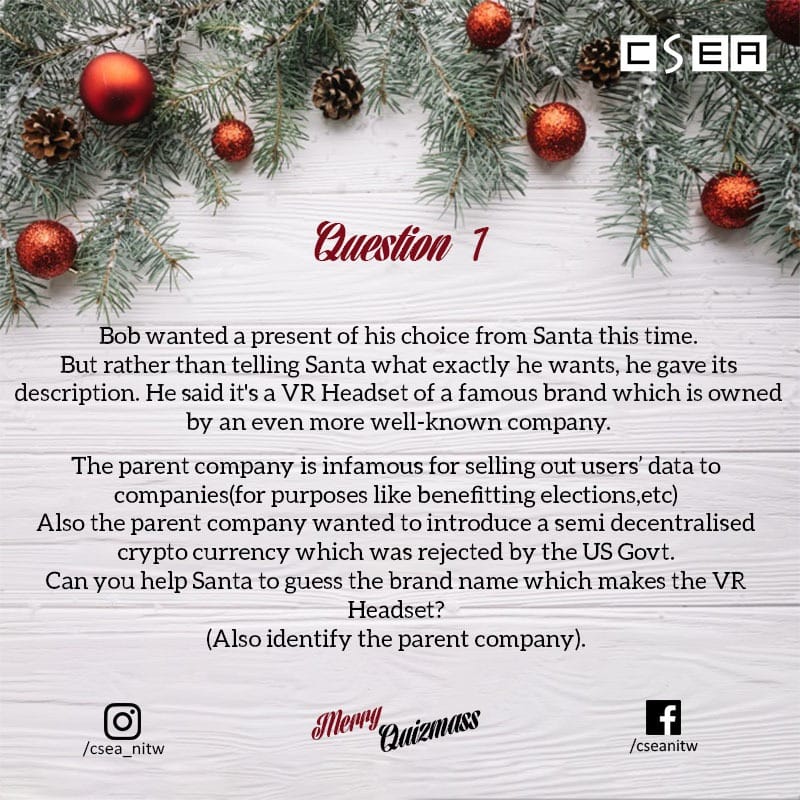 CSEA
Question 1
Bob wanted a present of his choice from Santa this time.
But rather than telling Santa what exactly he wants, he gave its
description. He said it's a VR Headset of a famous brand which is owned
by an even more well-known company.
The parent company is infamous for selling out users' data to
companies(for purposes like benefitting elections,etc)
Also the parent company wanted to introduce a semi decentralised
crypto currency which was rejected by the US Govt.
Can you help Santa to guess the brand name which makes the VR
Headset?
(Also identify the parent company).
Merry
Quizmass
/csea_nitw
/cseanitw